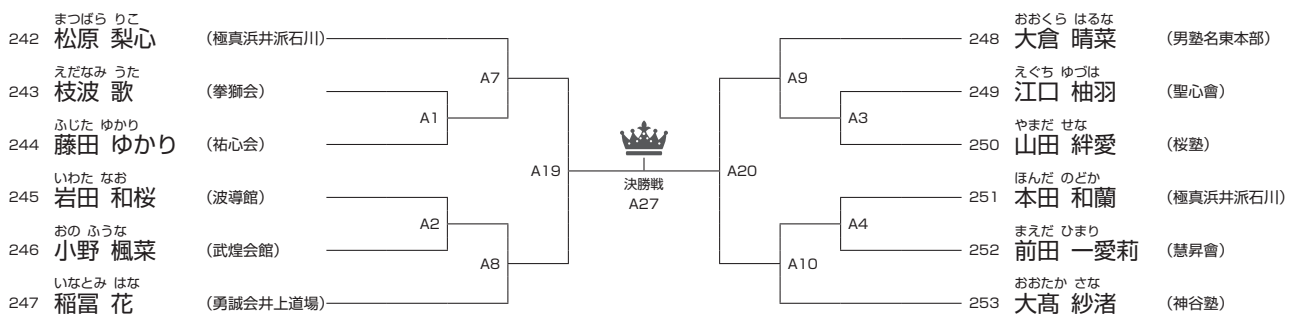 まつばら りこ
242 松原 梨心 （極真浜井派石川）
えだなみ うた
243 枝波 歌 （拳獅会）
ふじた ゆかり
244 藤田 ゆかり （祐心会）
いわた なお
245 岩田 和桜 （波導館）
おの ふうな
246 小野 楓菜 （武煌会館）
いなとみ はな
247 稲冨 花 （勇誠会井上道場）
A7
A1
A19
A2
A8
決勝戦
A27
A9
A3
A20
A4
A10
おおくら はるな
248 大倉 晴菜 （男塾名東本部）
えぐち ゆづは
249 江口 柚羽 （聖心會）
やまだ せな
250 山田 絆愛 （桜塾）
ほんだ のどか
251 本田 和蘭 （極真浜井派石川）
まえだ ひまり
252 前田 一愛莉 （慧昇會）
おおたか さな
253 大髙 紗渚 （神谷塾）